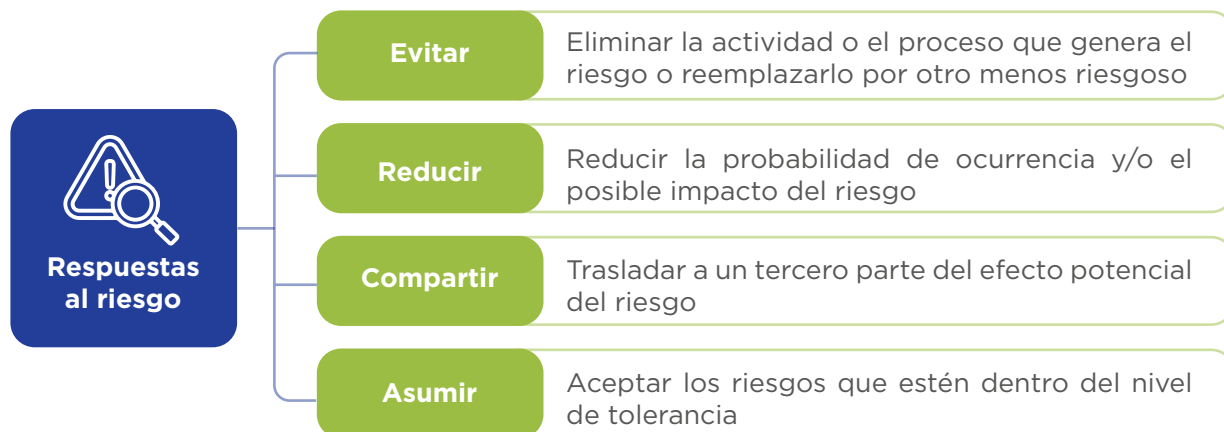 Respuestas
al riesgo
Evitar
Eliminar la actividad o el proceso que genera el
riesgo o reemplazarlo por otro menos riesgoso
Reducir
Reducir la probabilidad de ocurrencia y/o el
posible impacto del riesgo
Compartir
Trasladar a un tercero parte del efecto potencial
del riesgo
Asumir
Aceptar los riesgos que estén dentro del nivel
de tolerancia